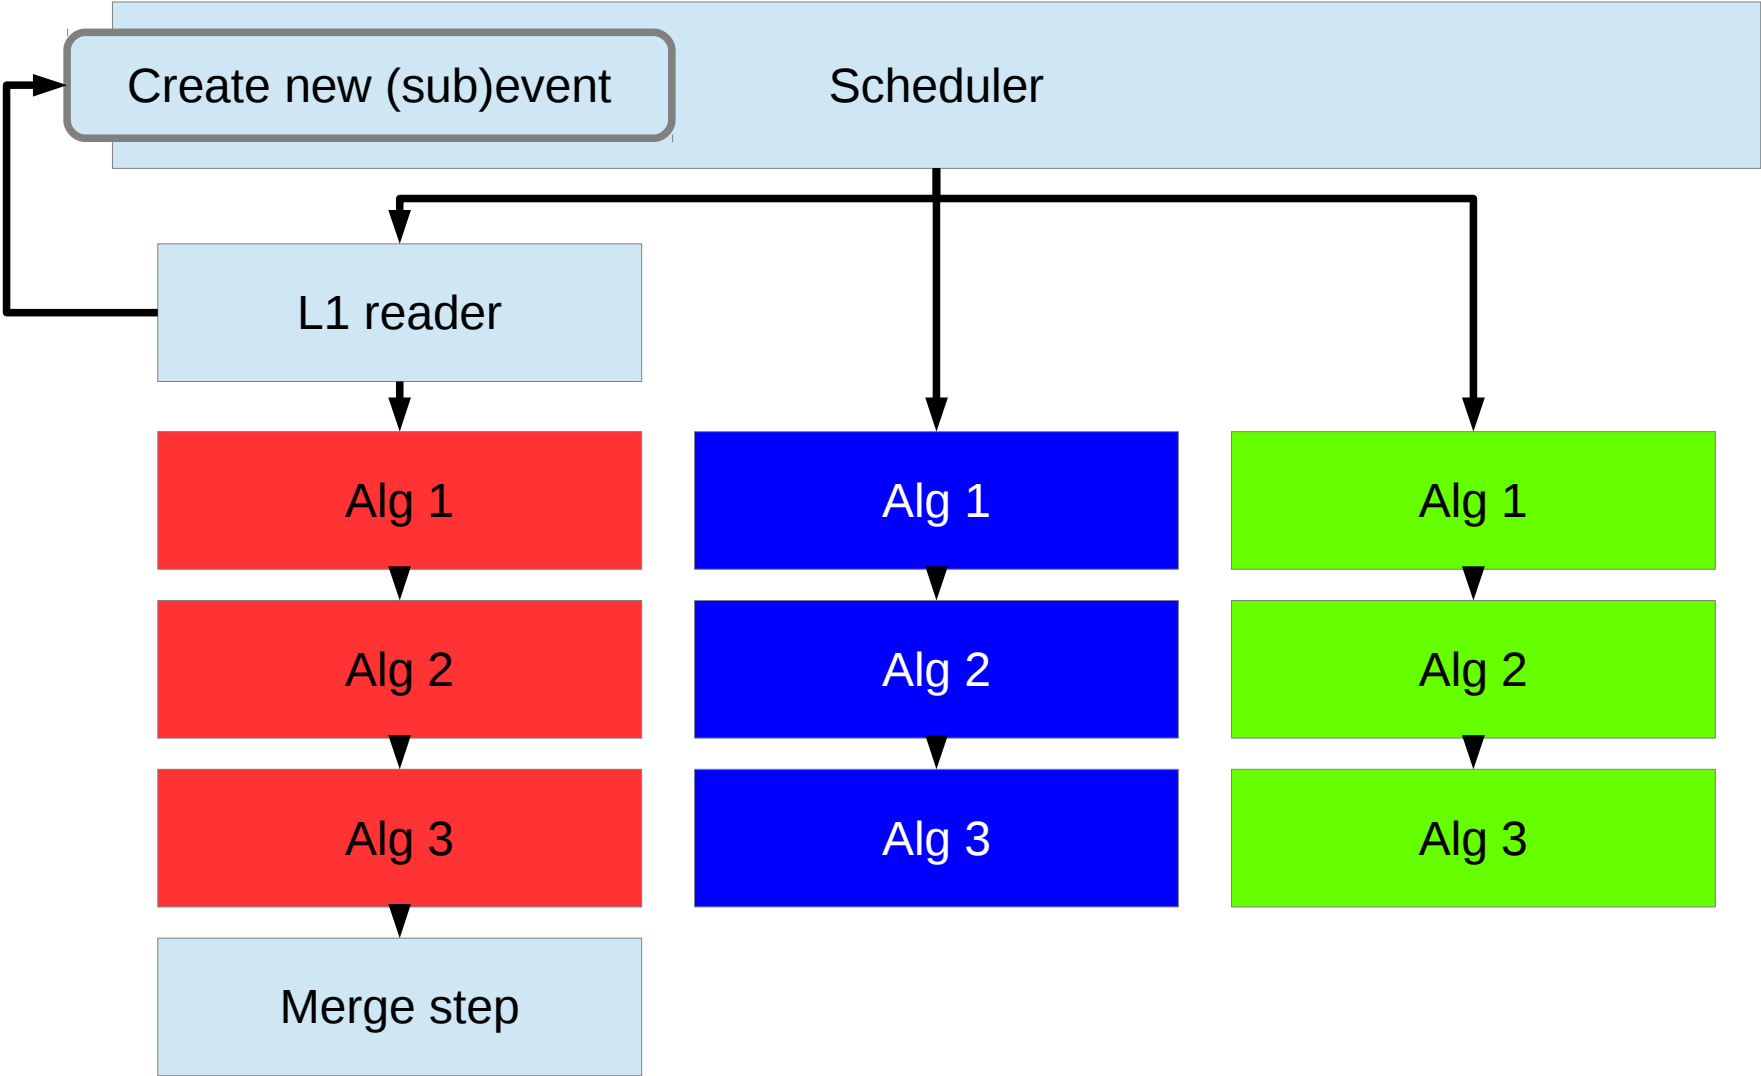 Create new (sub)event
Scheduler
L1 reader
Alg 1
Alg 1
Alg 1
Alg 2
Alg 2
Alg 2
Alg 3
Alg 3
Alg 3
Merge step